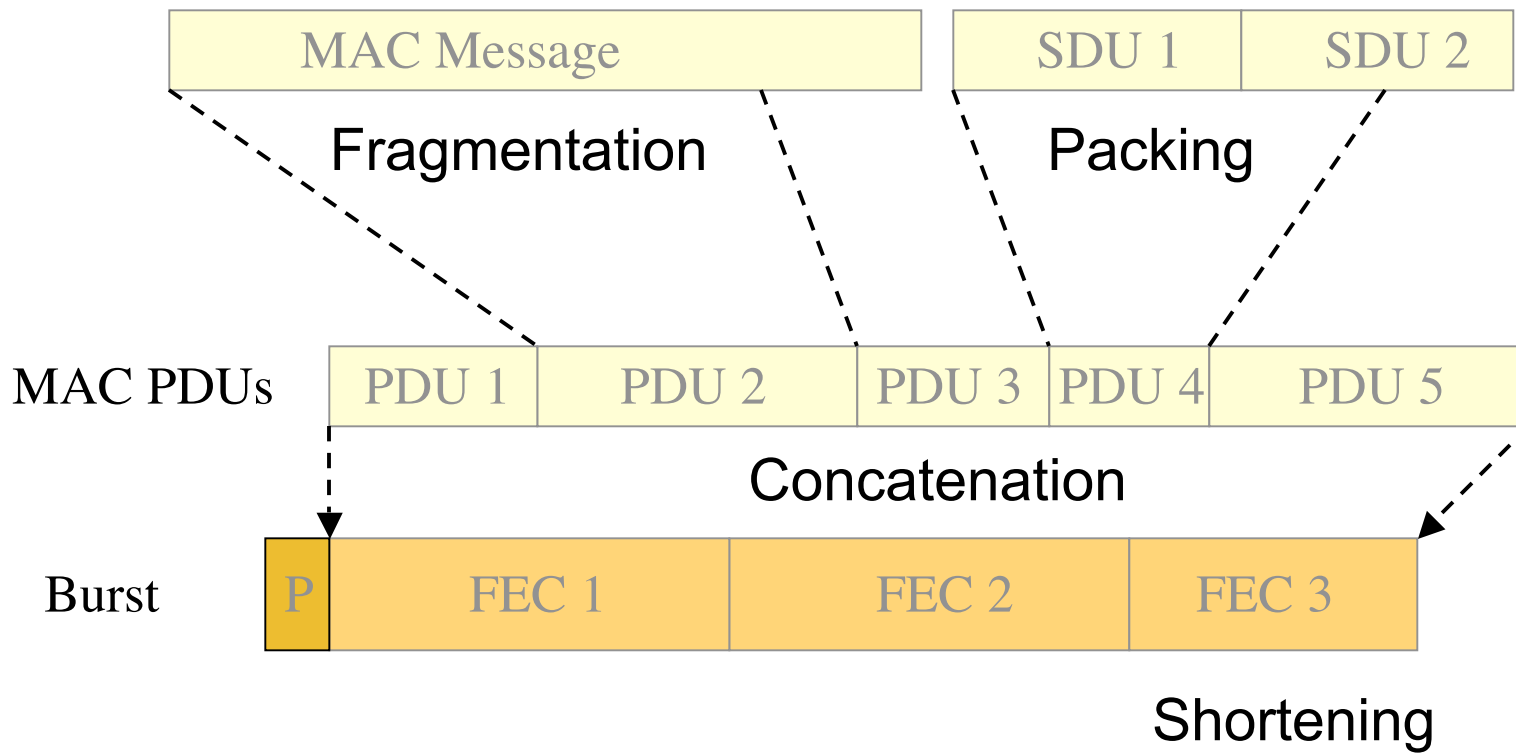 MAC Message SDU 1 SDU 2
Fragmentation Packing
MAC PDUs PDU 1 PDU 2 PDU 3 PDU 4 PDU 5
Concatenation
Burst P FEC 1 FEC 2 FEC 3
Shortening